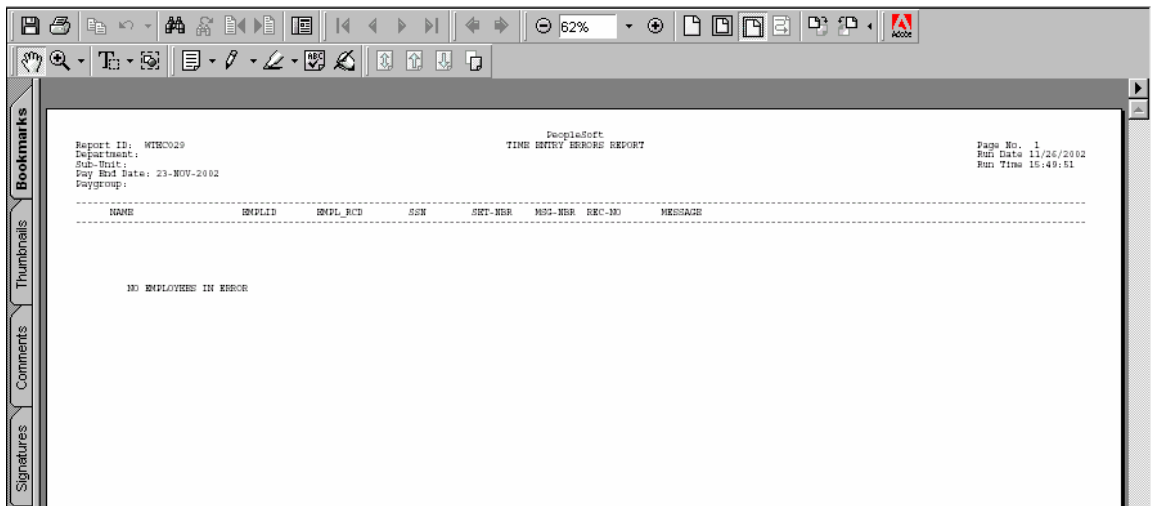 62%
Adobe
Bookmarks
Thumbnails
Comments
Signatures
PeopleSoft
Report ID: WTEC029 TIME ENTRY ERRORS REPORT Page No. 1
Department: Run Date 11/26/2002
Sub-Unit: Run Time 15:49:51
Pay End Date: 23-NOV-2002
Paygroup:
NAME EMPLID EMPL_RCD SSN SET-NBR MSG-NBR REC-NO MESSAGE
NO EMPLOYEES IN ERROR